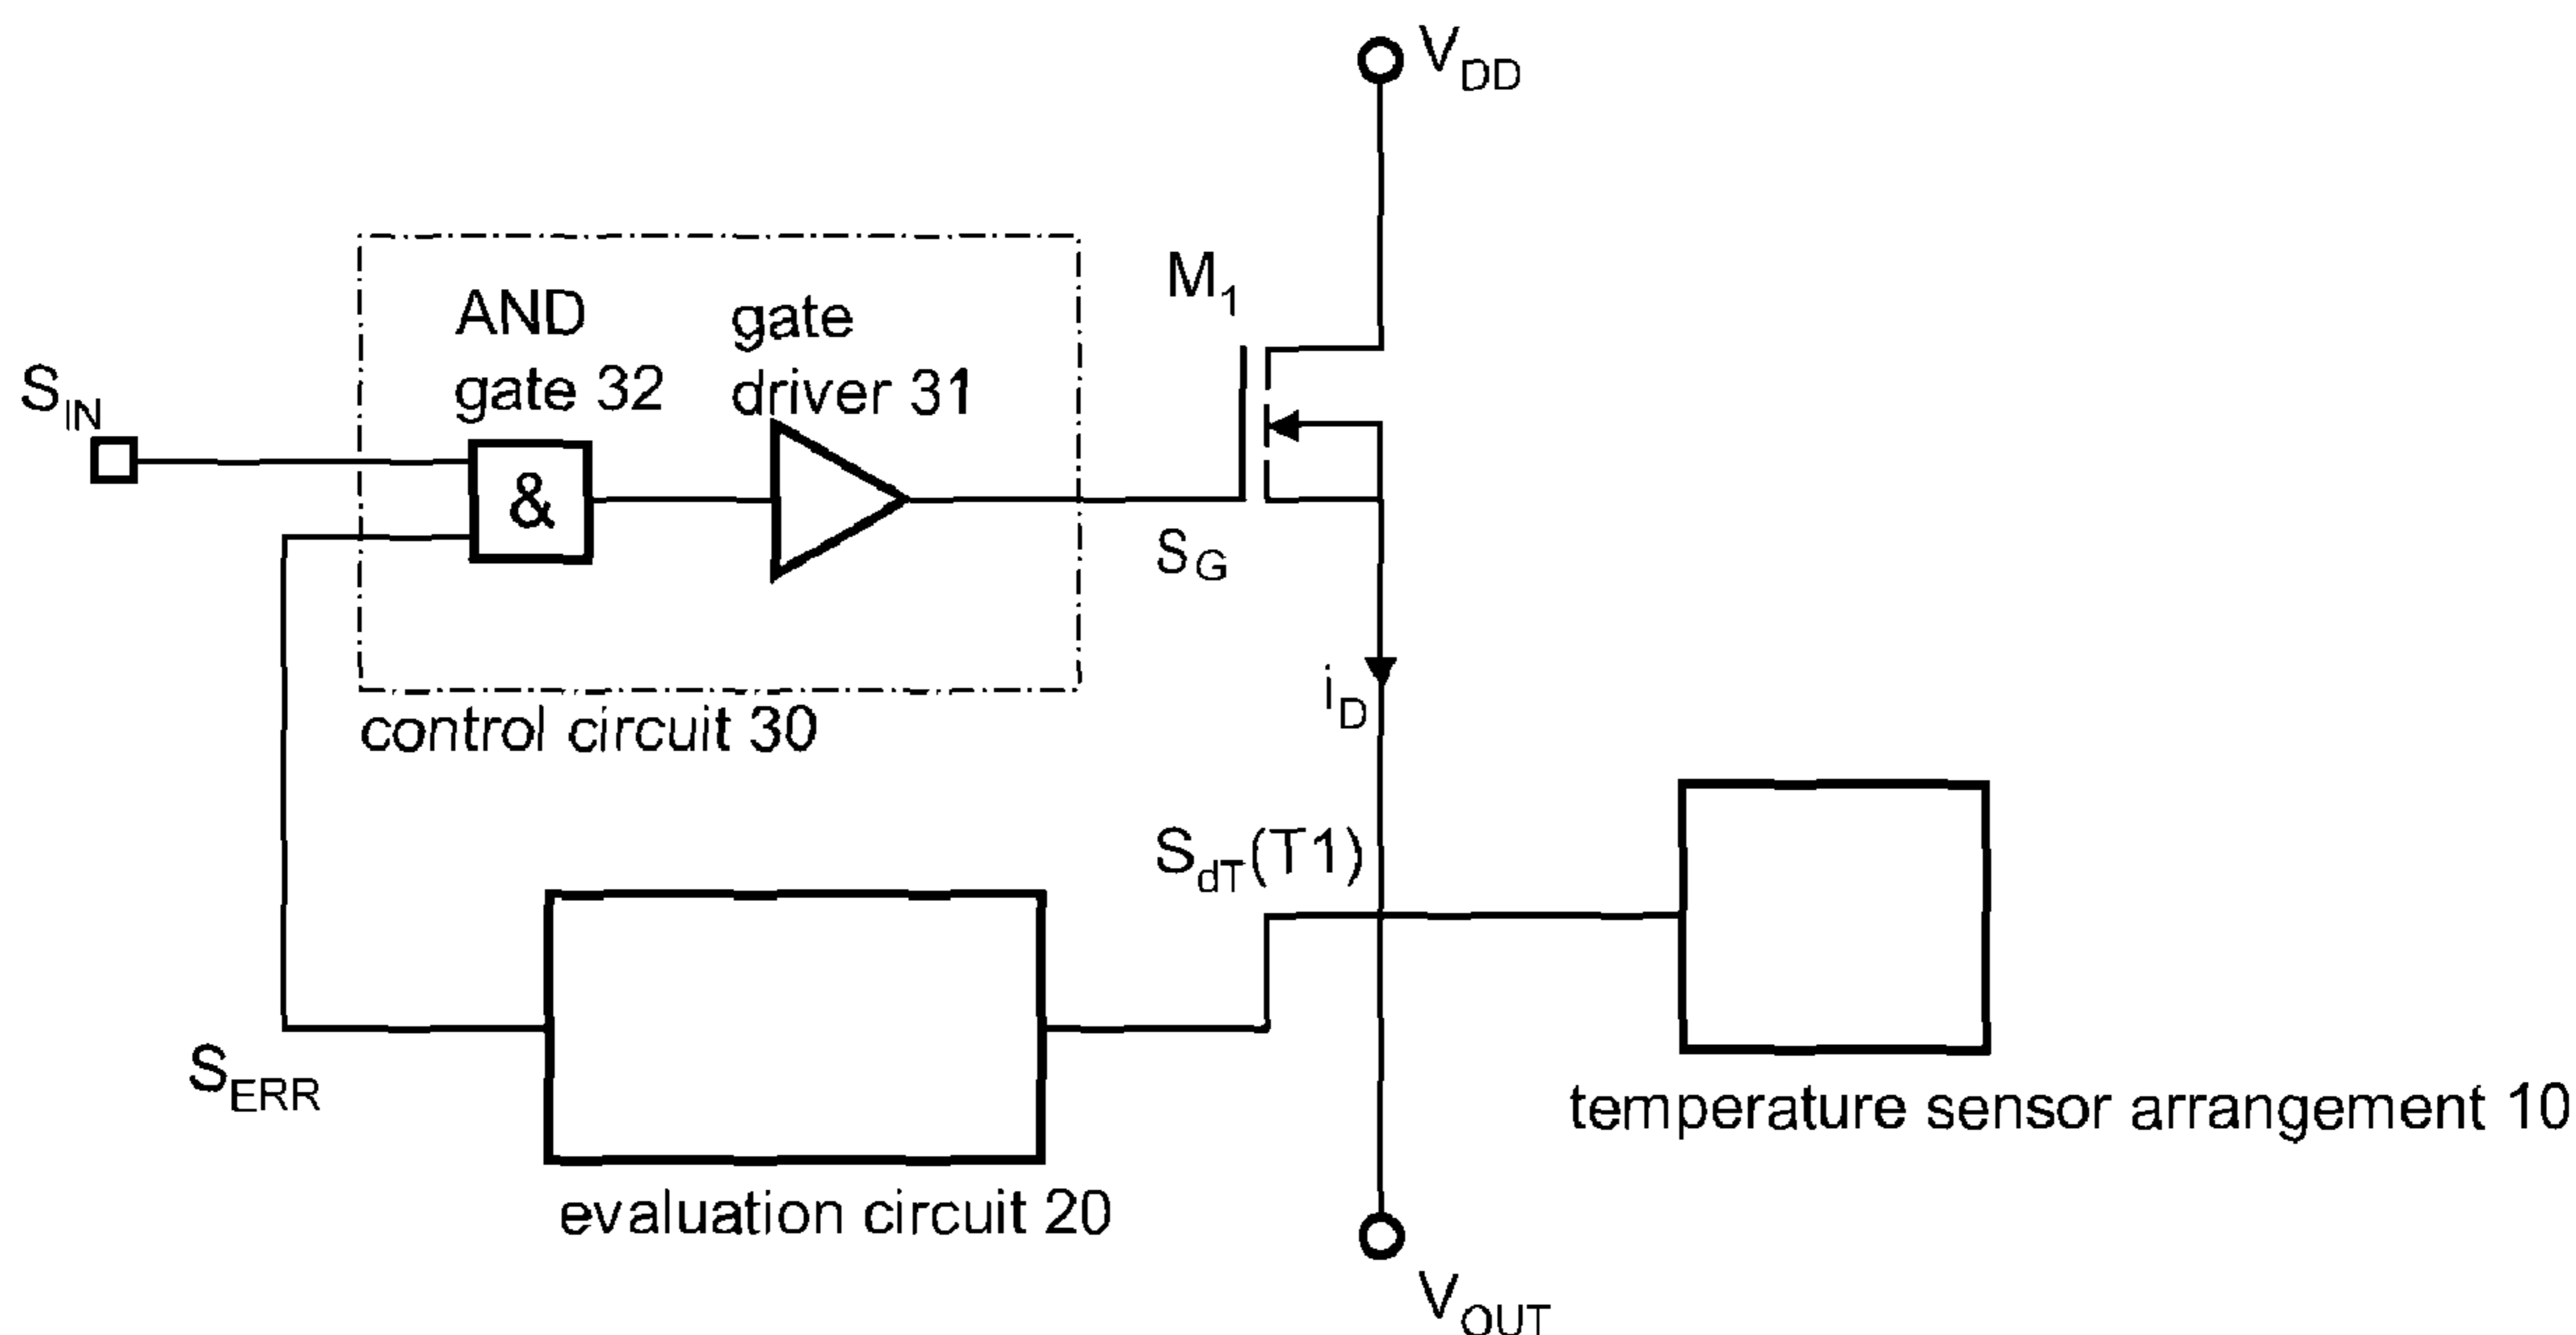 V_DD
M_1
AND
gate 32
gate
driver 31
S_IN
&
S_G
control circuit 30
i_D
S_dT(T1)
S_ERR
temperature sensor arrangement 10
evaluation circuit 20
V_OUT